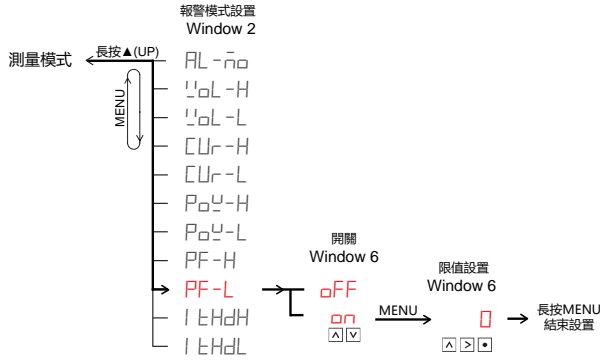 報警模式設置
Window 2
測量模式
長按▲(UP)
MENU
AL-no
VoL-H
VoL-L
CUr-H
CUr-L
PoW-H
PoW-L
PF-H
PF-L
ItHdH
ItHdL
開關
Window 6
oFF
on
MENU
限值設置
Window 6
0
長按MENU
結束設置